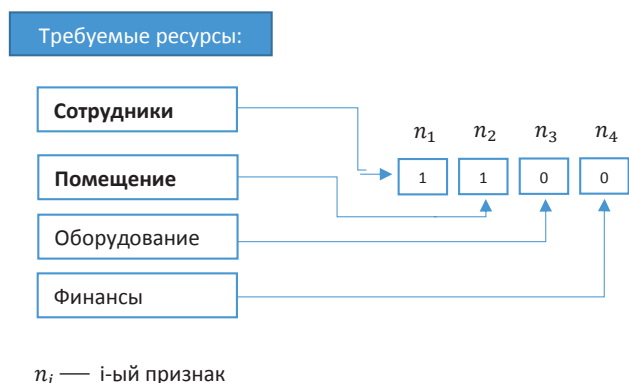 Требуемые ресурсы:
Сотрудники
n₁ n₂ n₃ n₄
1 1 0 0
Помещение
Оборудование
Финансы
nᵢ — i-ый признак